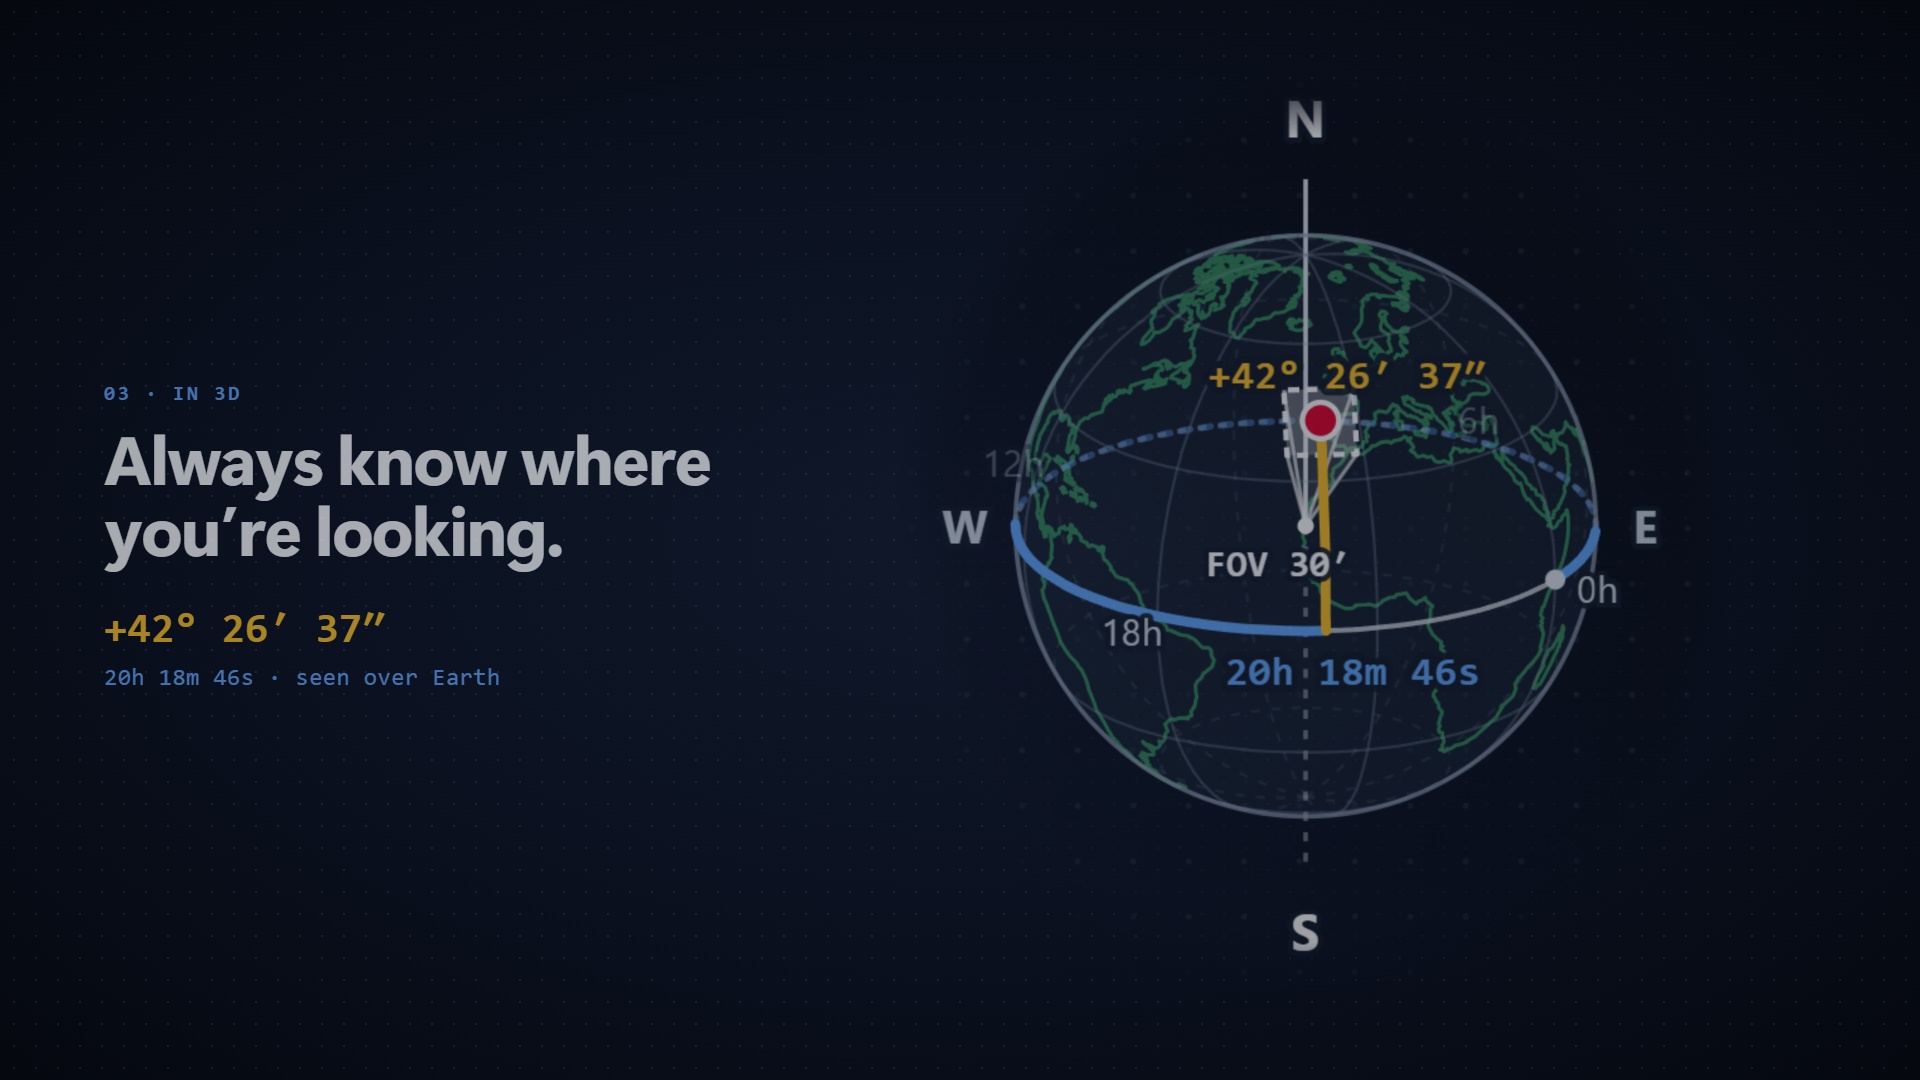 03 · IN 3D
Always know where
you’re looking.
+42° 26′ 37″
20h 18m 46s · seen over Earth
N
+42° 26′ 37″
6h
12h
W
E
FOV 30′
0h
18h
20h 18m 46s
S